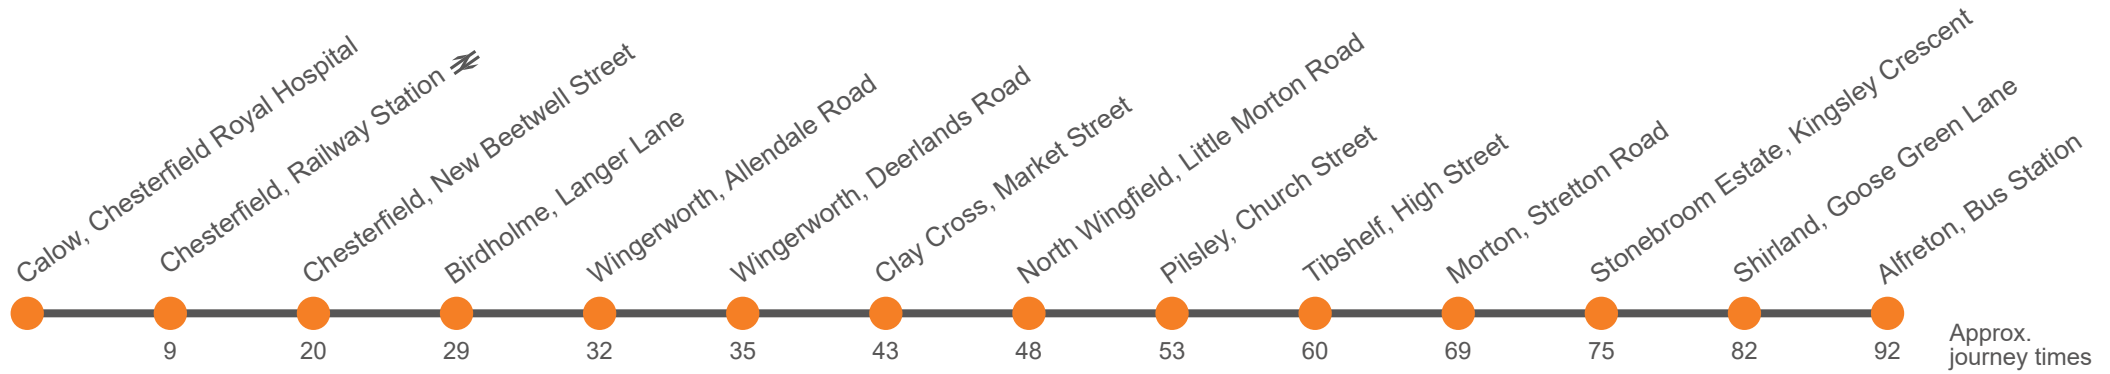 Calow, Chesterfield Royal Hospital
Chesterfield, Railway Station
Chesterfield, New Beetwell Street
Birdholme, Langer Lane
Wingerworth, Allendale Road
Wingerworth, Deerlands Road
Clay Cross, Market Street
North Wingfield, Little Morton Road
Pilsley, Church Street
Tibshelf, High Street
Morton, Stretton Road
Stonebroom Estate, Kingsley Crescent
Shirland, Goose Green Lane
Alfreton, Bus Station
9 20 29 32 35 43 48 53 60 69 75 82 92
Approx.
journey times